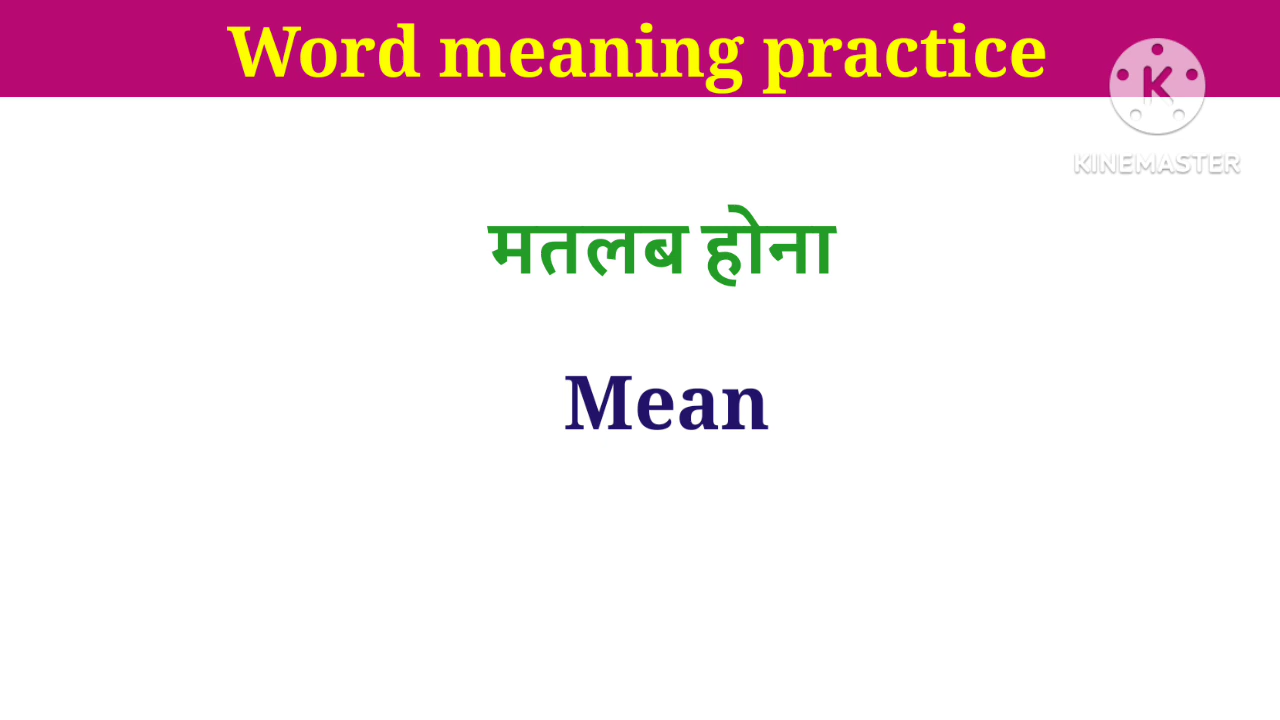 Word meaning practice
K
KINEMASTER
मतलब होना
Mean